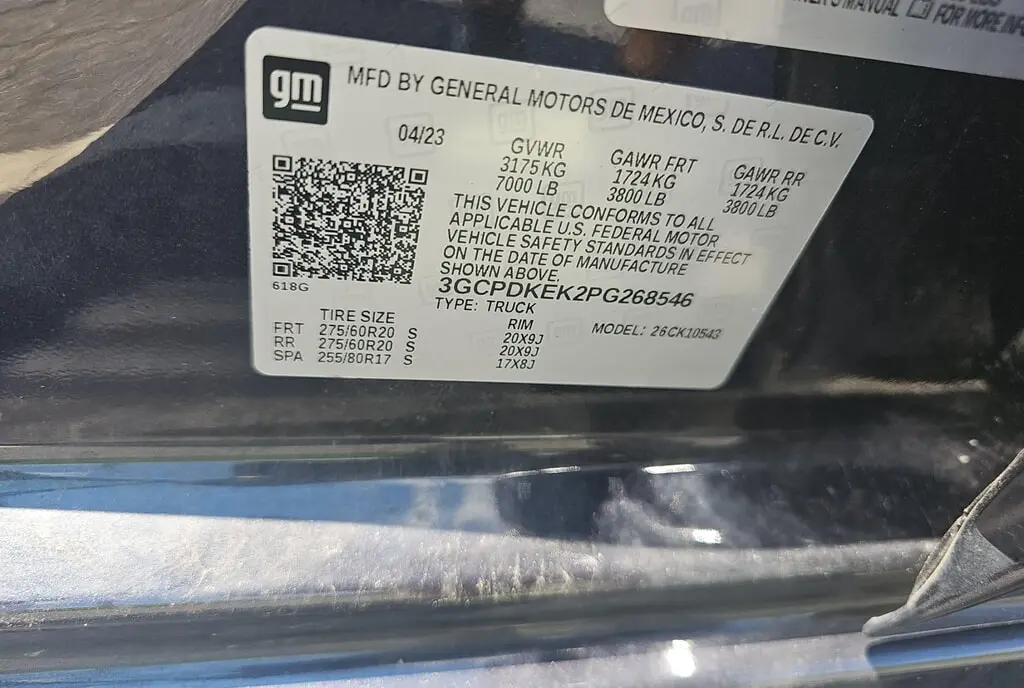 OWNER'S MANUAL FOR MORE INFO
gm
MFD BY GENERAL MOTORS DE MEXICO, S. DE R.L. DE C.V.
04/23
GVWR GAWR FRT GAWR RR
3175 KG 1724 KG 1724 KG
7000 LB 3800 LB 3800 LB
THIS VEHICLE CONFORMS TO ALL
APPLICABLE U.S. FEDERAL MOTOR
VEHICLE SAFETY STANDARDS IN EFFECT
ON THE DATE OF MANUFACTURE
SHOWN ABOVE.
618G
3GCPDKEK2PG268546
TYPE: TRUCK
MODEL: 26CK10543
TIRE SIZE RIM
FRT 275/60R20 S 20X9J
RR 275/60R20 S 20X9J
SPA 255/80R17 S 17X8J